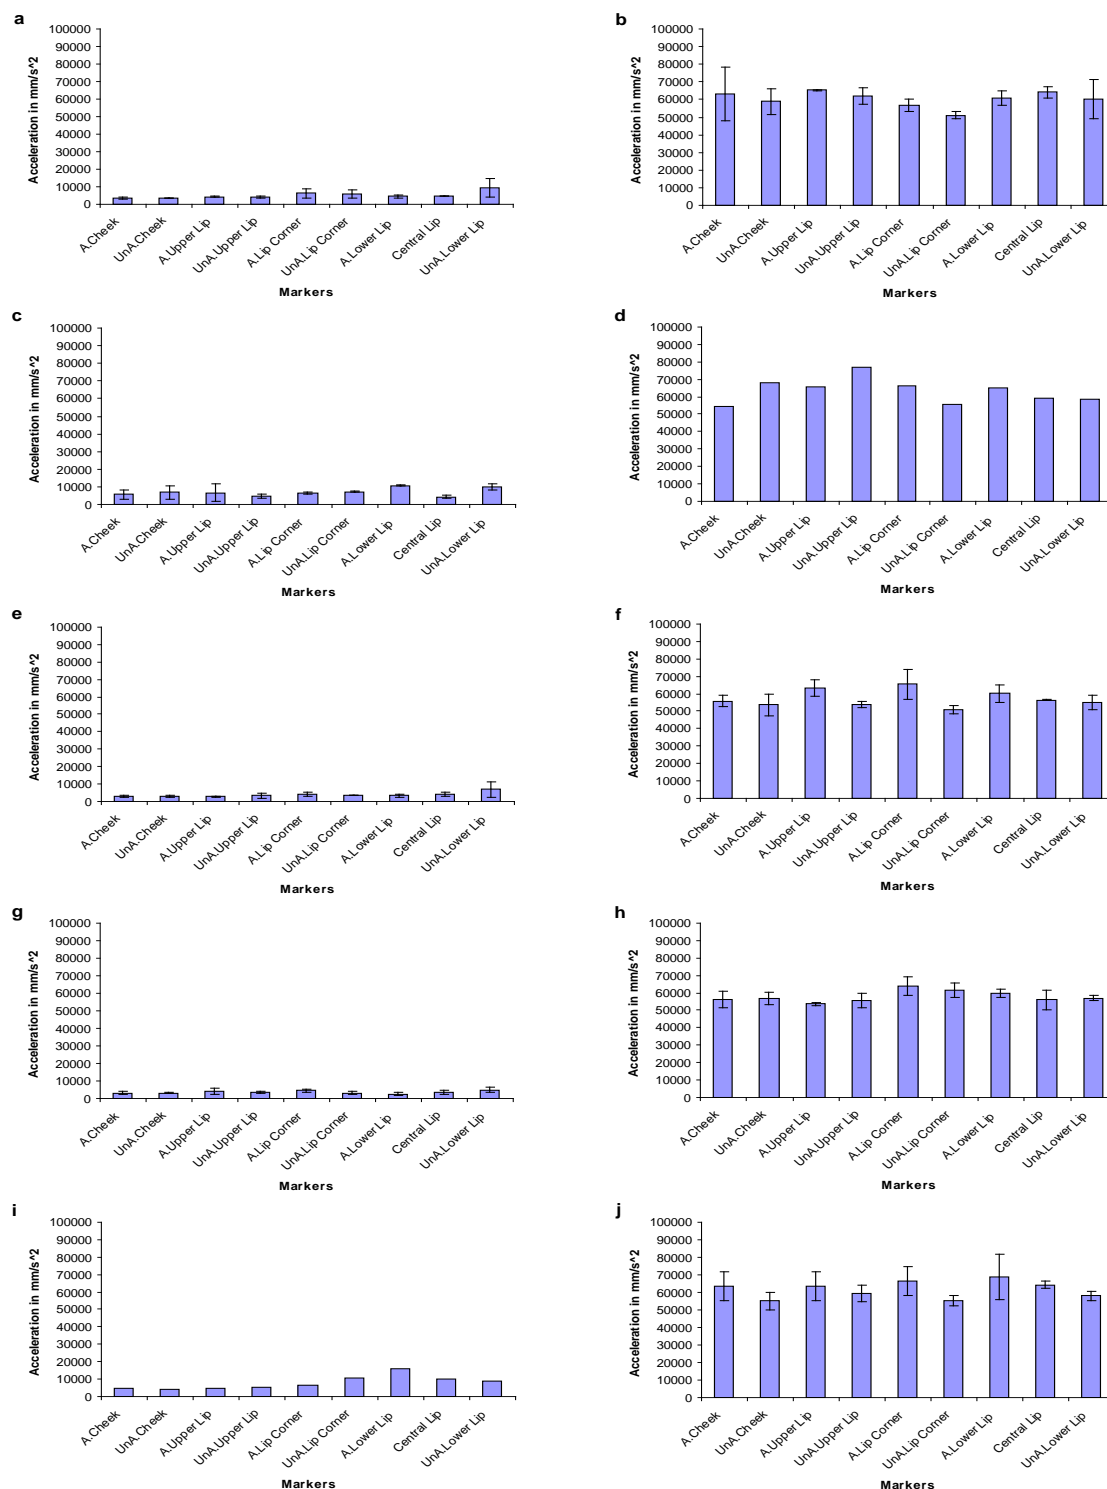 a
100000
90000
80000
70000
60000
50000
40000
30000
20000
10000
0
Acceleration in mm/s^2
A.Cheek
UnA.Cheek
A.Upper Lip
UnA.Upper Lip
A.Lip Corner
UnA.Lip Corner
A.Lower Lip
Central Lip
UnA.Lower Lip
Markers
b
100000
90000
80000
70000
60000
50000
40000
30000
20000
10000
0
Acceleration in mm/s^2
A.Cheek
UnA.Cheek
A.Upper Lip
UnA.Upper Lip
A.Lip Corner
UnA.Lip Corner
A.Lower Lip
Central Lip
UnA.Lower Lip
Markers
c
100000
90000
80000
70000
60000
50000
40000
30000
20000
10000
0
Acceleration in mm/s^2
A.Cheek
UnA.Cheek
A.Upper Lip
UnA.Upper Lip
A.Lip Corner
UnA.Lip Corner
A.Lower Lip
Central Lip
UnA.Lower Lip
Markers
d
100000
90000
80000
70000
60000
50000
40000
30000
20000
10000
0
Acceleration in mm/s^2
A.Cheek
UnA.Cheek
A.Upper Lip
UnA.Upper Lip
A.Lip Corner
UnA.Lip Corner
A.Lower Lip
Central Lip
UnA.Lower Lip
Markers
e
100000
90000
80000
70000
60000
50000
40000
30000
20000
10000
0
Acceleration in mm/s^2
A.Cheek
UnA.Cheek
A.Upper Lip
UnA.Upper Lip
A.Lip Corner
UnA.Lip Corner
A.Lower Lip
Central Lip
UnA.Lower Lip
Markers
f
100000
90000
80000
70000
60000
50000
40000
30000
20000
10000
0
Acceleration in mm/s^2
A.Cheek
UnA.Cheek
A.Upper Lip
UnA.Upper Lip
A.Lip Corner
UnA.Lip Corner
A.Lower Lip
Central Lip
UnA.Lower Lip
Markers
g
100000
90000
80000
70000
60000
50000
40000
30000
20000
10000
0
Acceleration in mm/s^2
A.Cheek
UnA.Cheek
A.Upper Lip
UnA.Upper Lip
A.Lip Corner
UnA.Lip Corner
A.Lower Lip
Central Lip
UnA.Lower Lip
Markers
h
100000
90000
80000
70000
60000
50000
40000
30000
20000
10000
0
Acceleration in mm/s^2
A.Cheek
UnA.Cheek
A.Upper Lip
UnA.Upper Lip
A.Lip Corner
UnA.Lip Corner
A.Lower Lip
Central Lip
UnA.Lower Lip
Markers
i
100000
90000
80000
70000
60000
50000
40000
30000
20000
10000
0
Acceleration in mm/s^2
A.Cheek
UnA.Cheek
A.Upper Lip
UnA.Upper Lip
A.Lip Corner
UnA.Lip Corner
A.Lower Lip
Central Lip
UnA.Lower Lip
Markers
j
100000
90000
80000
70000
60000
50000
40000
30000
20000
10000
0
Acceleration in mm/s^2
A.Cheek
UnA.Cheek
A.Upper Lip
UnA.Upper Lip
A.Lip Corner
UnA.Lip Corner
A.Lower Lip
Central Lip
UnA.Lower Lip
Markers